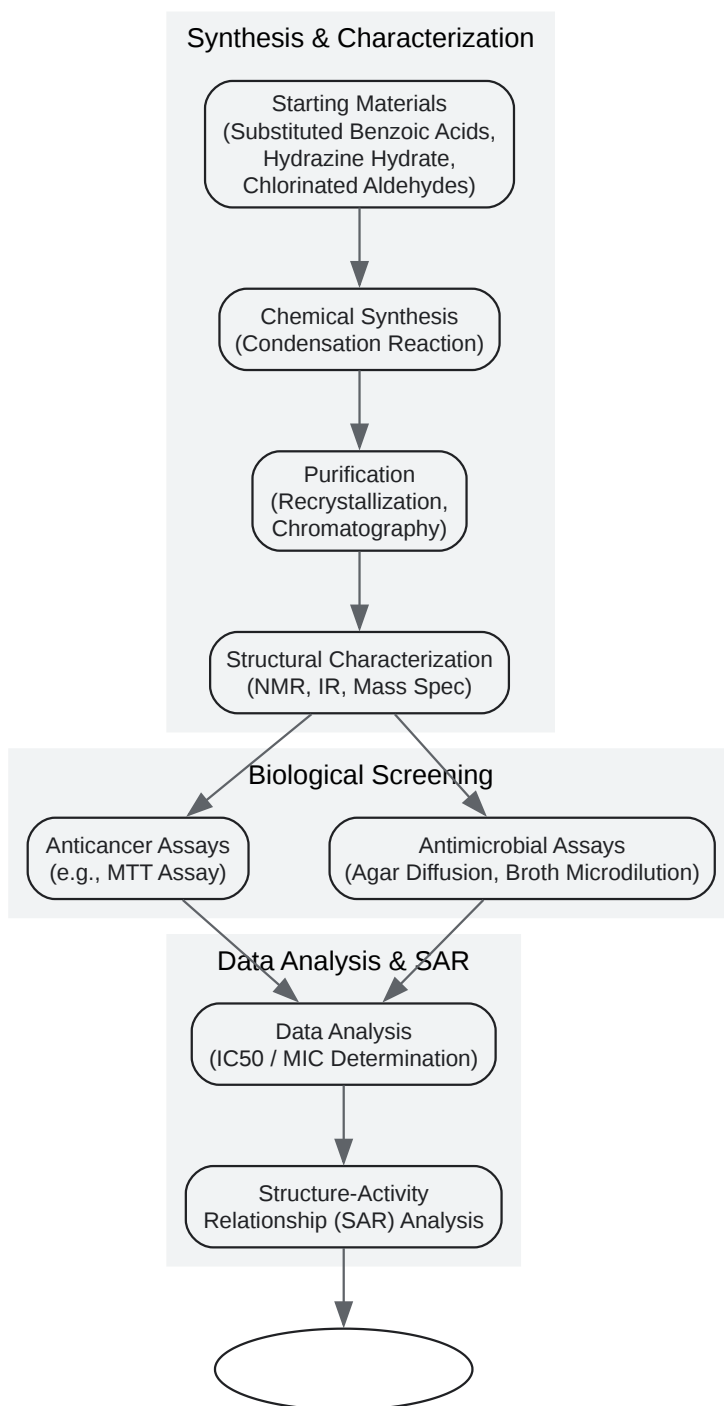 Synthesis & Characterization
Starting Materials
(Substituted Benzoic Acids,
Hydrazine Hydrate,
Chlorinated Aldehydes)
Chemical Synthesis
(Condensation Reaction)
Purification
(Recrystallization,
Chromatography)
Structural Characterization
(NMR, IR, Mass Spec)
Biological Screening
Anticancer Assays
(e.g., MTT Assay)
Antimicrobial Assays
(Agar Diffusion, Broth Microdilution)
Data Analysis & SAR
Data Analysis
(IC50 / MIC Determination)
Structure-Activity
Relationship (SAR) Analysis